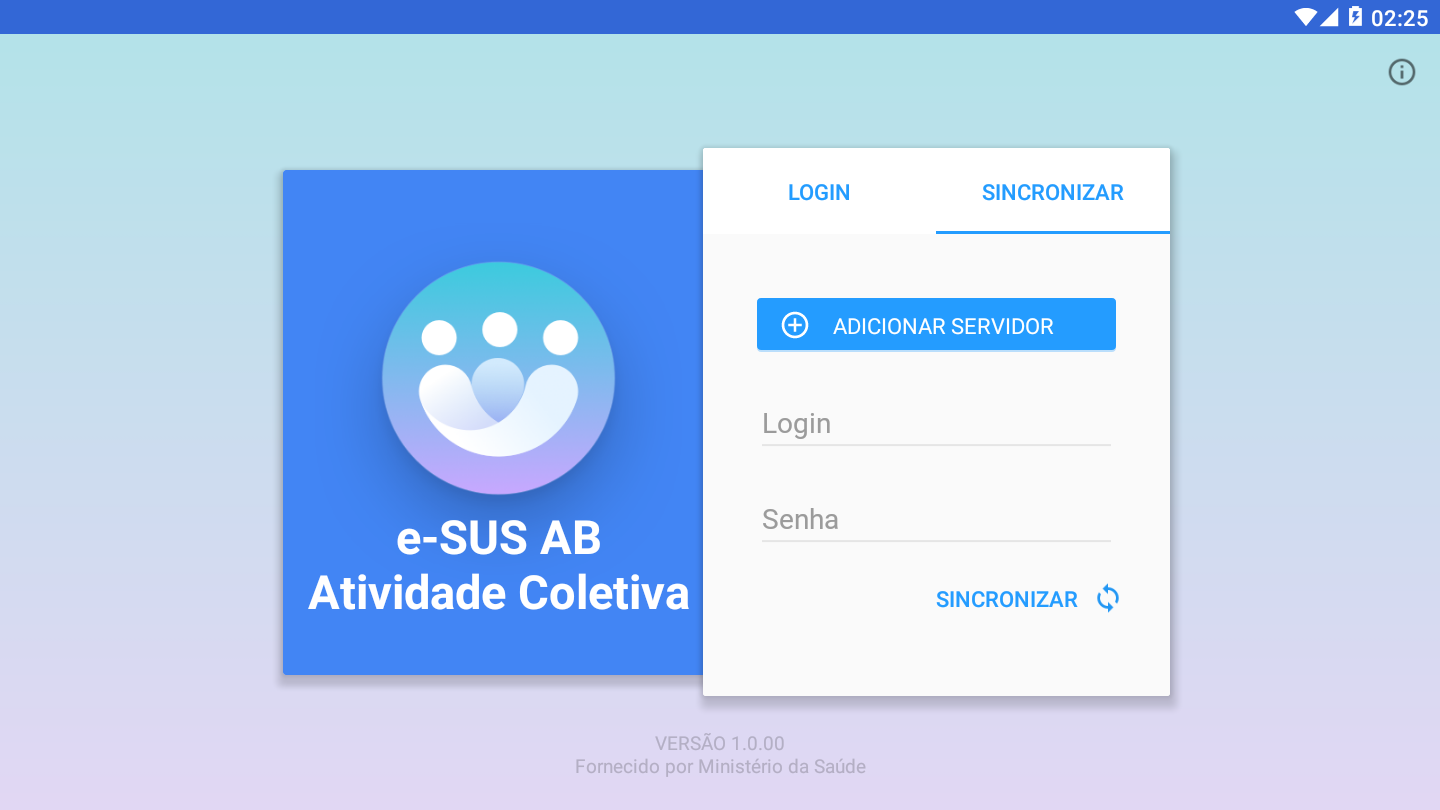 02:25
LOGIN
SINCRONIZAR
ADICIONAR SERVIDOR
Login
Senha
SINCRONIZAR
e-SUS AB
Atividade Coletiva
VERSÃO 1.0.00
Fornecido por Ministério da Saúde